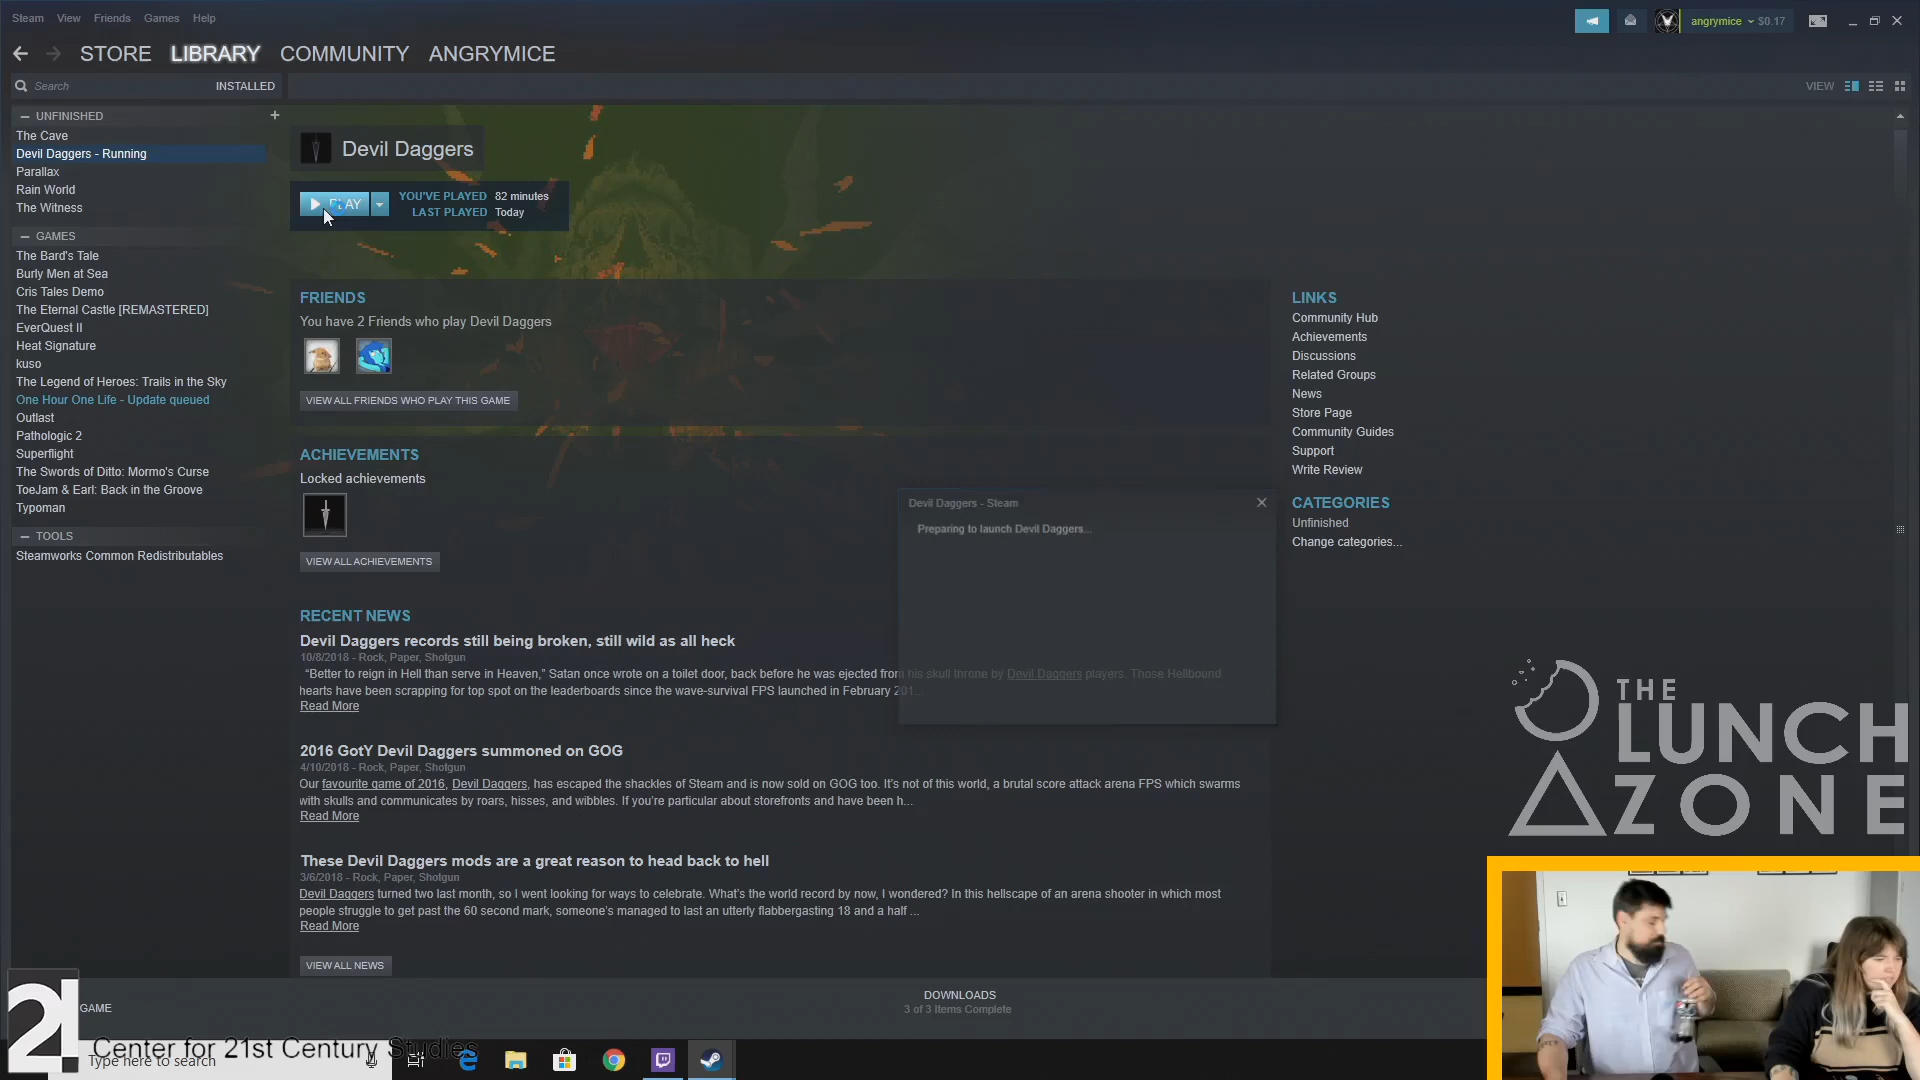 Steam View Friends Games Help
angrymice $0.17
STORE LIBRARY COMMUNITY ANGRYMICE
Search INSTALLED
VIEW
UNFINISHED +
The Cave
Devil Daggers - Running
Parallax
Rain World
The Witness
GAMES
The Bard's Tale
Burly Men at Sea
Cris Tales Demo
The Eternal Castle [REMASTERED]
EverQuest II
Heat Signature
kuso
The Legend of Heroes: Trails in the Sky
One Hour One Life - Update queued
Outlast
Pathologic 2
Superflight
The Swords of Ditto: Mormo's Curse
ToeJam & Earl: Back in the Groove
Typoman
TOOLS
Steamworks Common Redistributables
Devil Daggers
PLAY
YOU'VE PLAYED 82 minutes
LAST PLAYED Today
FRIENDS
You have 2 Friends who play Devil Daggers
VIEW ALL FRIENDS WHO PLAY THIS GAME
ACHIEVEMENTS
Locked achievements
VIEW ALL ACHIEVEMENTS
RECENT NEWS
Devil Daggers records still being broken, still wild as all heck
10/8/2018 - Rock, Paper, Shotgun
“Better to reign in Hell than serve in Heaven,” Satan once wrote on a toilet door, back before he was ejected from his skull throne by Devil Daggers players. Those Hellbound
hearts have been scrapping for top spot on the leaderboards since the wave-survival FPS launched in February 201...
Read More
2016 GotY Devil Daggers summoned on GOG
4/10/2018 - Rock, Paper, Shotgun
Our favourite game of 2016, Devil Daggers, has escaped the shackles of Steam and is now sold on GOG too. It's not of this world, a brutal score attack arena FPS which swarms
with skulls and communicates by roars, hisses, and wibbles. If you're particular about storefronts and have been h...
Read More
These Devil Daggers mods are a great reason to head back to hell
3/6/2018 - Rock, Paper, Shotgun
Devil Daggers turned two last month, so I went looking for ways to celebrate. What's the world record by now, I wondered? In this hellscape of an arena shooter in which most
people struggle to get past the 60 second mark, someone's managed to last an utterly flabbergasting 18 and a half ...
Read More
VIEW ALL NEWS
Devil Daggers - Steam
Preparing to launch Devil Daggers...
LINKS
Community Hub
Achievements
Discussions
Related Groups
News
Store Page
Community Guides
Support
Write Review
CATEGORIES
Unfinished
Change categories...
THE
LUNCH
ZONE
DOWNLOADS
3 of 3 Items Complete
21
GAME
Center for 21st Century Studies
Type here to search